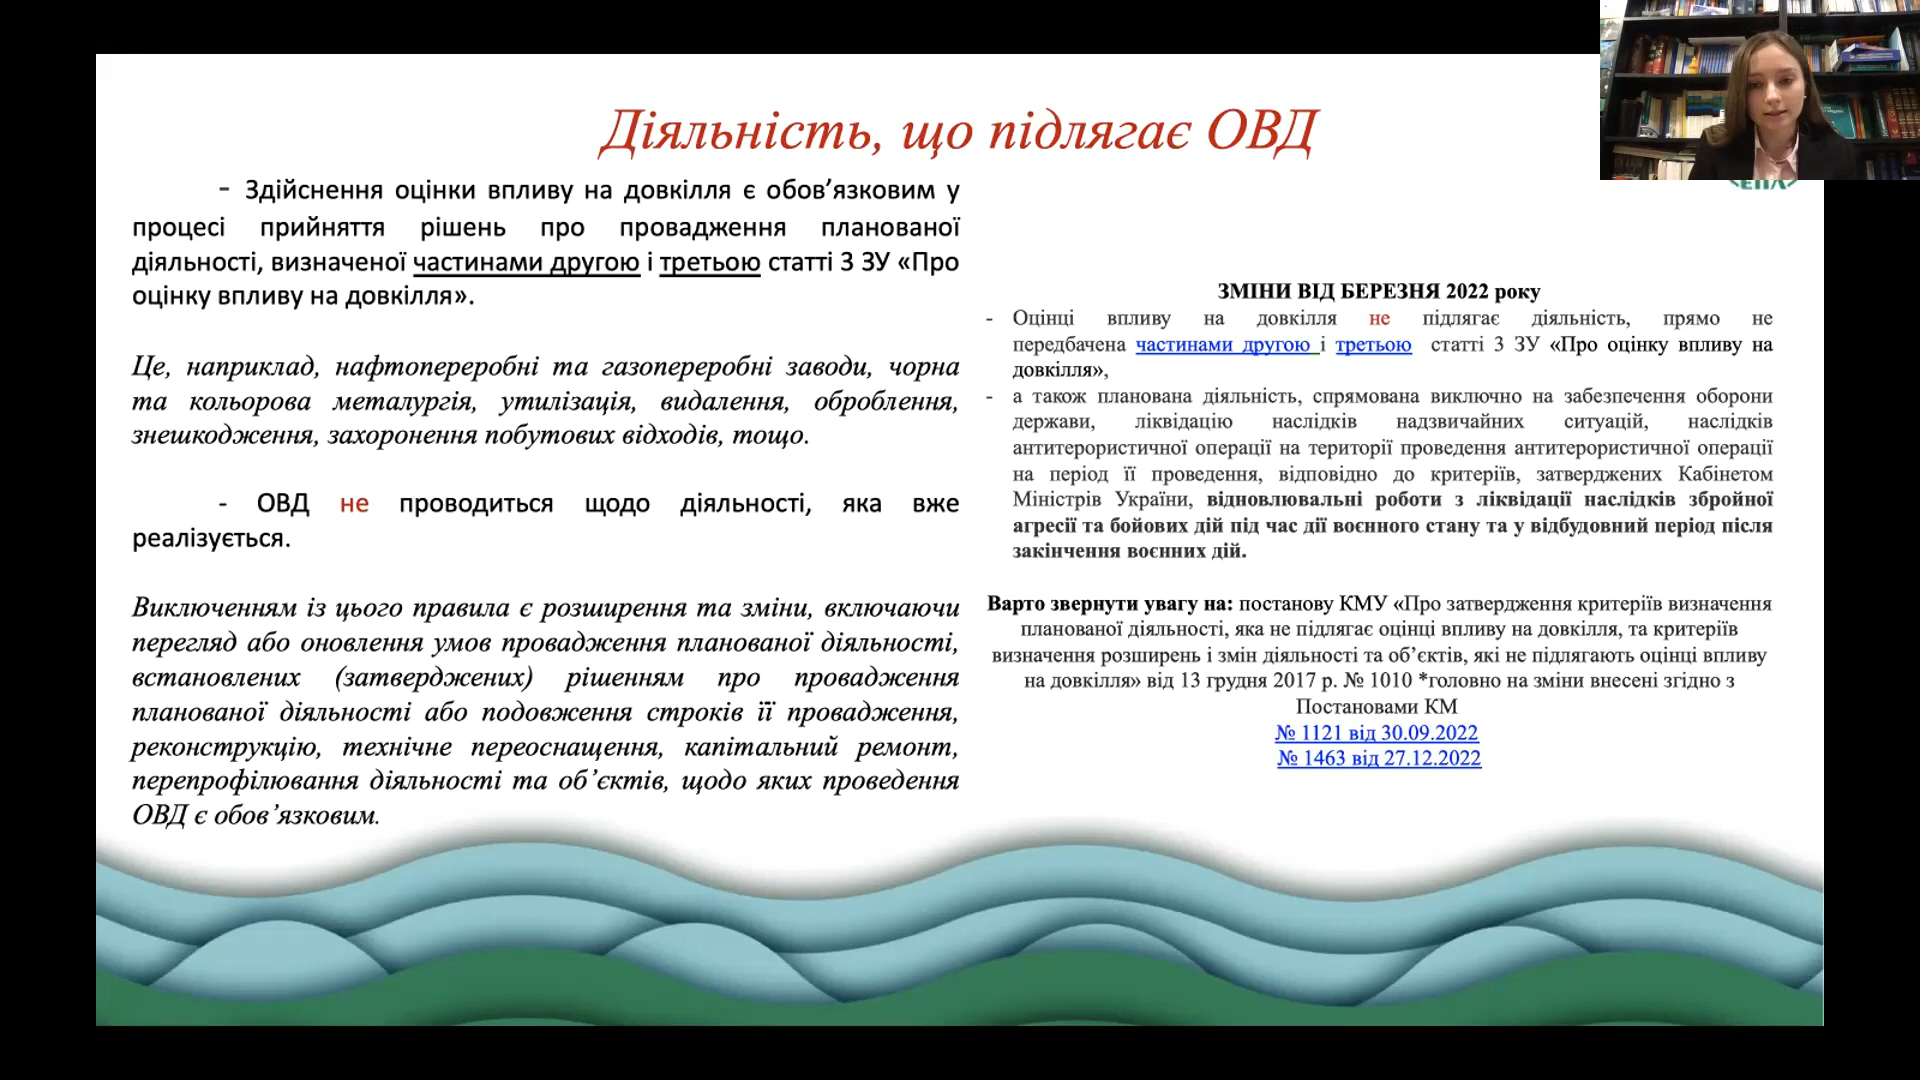 Діяльність, що підлягає ОВД
- Здійснення оцінки впливу на довкілля є обов’язковим у
процесі прийняття рішень про провадження планованої
діяльності, визначеної частинами другою і третьою статті 3 ЗУ «Про
оцінку впливу на довкілля».
Це, наприклад, нафтопереробні та газопереробні заводи, чорна
та кольорова металургія, утилізація, видалення, оброблення,
знешкодження, захоронення побутових відходів, тощо.
- ОВД не проводиться щодо діяльності, яка вже
реалізується.
Виключенням із цього правила є розширення та зміни, включаючи
перегляд або оновлення умов провадження планованої діяльності,
встановлених (затверджених) рішенням про провадження
планованої діяльності або подовження строків її провадження,
реконструкцію, технічне переоснащення, капітальний ремонт,
перепрофілювання діяльності та об’єктів, щодо яких проведення
ОВД є обов’язковим.
ЗМІНИ ВІД БЕРЕЗНЯ 2022 року
- Оцінці впливу на довкілля не підлягає діяльність, прямо не
передбачена частинами другою і третьою статті 3 ЗУ «Про оцінку впливу на
довкілля»,
- а також планована діяльність, спрямована виключно на забезпечення оборони
держави, ліквідацію наслідків надзвичайних ситуацій, наслідків
антитерористичної операції на території проведення антитерористичної операції
на період її проведення, відповідно до критеріїв, затверджених Кабінетом
Міністрів України, відновлювальні роботи з ліквідації наслідків збройної
агресії та бойових дій під час дії воєнного стану та у відбудовний період після
закінчення воєнних дій.
Варто звернути увагу на: постанову КМУ «Про затвердження критеріїв визначення
планованої діяльності, яка не підлягає оцінці впливу на довкілля, та критеріїв
визначення розширень і змін діяльності та об’єктів, які не підлягають оцінці впливу
на довкілля» від 13 грудня 2017 р. № 1010 *головно на зміни внесені згідно з
Постановами КМ
№ 1121 від 30.09.2022
№ 1463 від 27.12.2022